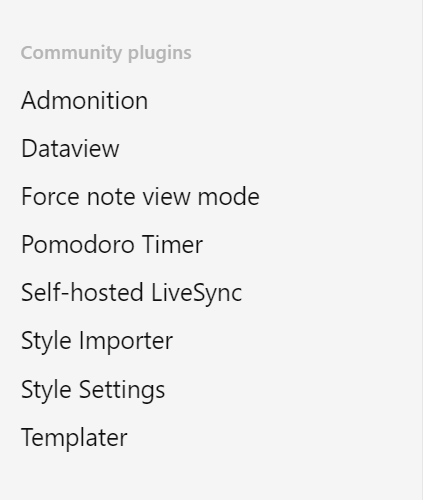 Community plugins
Admonition
Dataview
Force note view mode
Pomodoro Timer
Self-hosted LiveSync
Style Importer
Style Settings
Templater